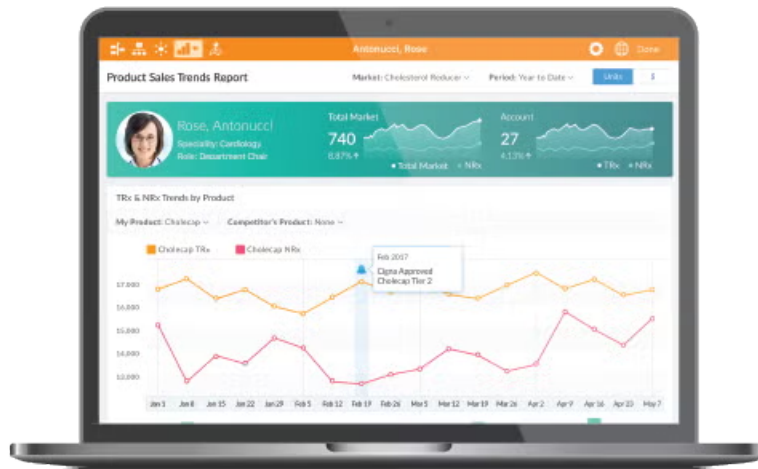 Antonucci, Rose
Done
Product Sales Trends Report
Market: Cholesterol Reducer
Period: Year to Date
Units
Rose, Antonucci
Speciality: Cardiology
Role: Department Chair
Total Market
740
8.87%
Total Market
NRx
Account
27
4.13%
TRx
NRx
TRx & NRx Trends by Product
My Product: Cholecap
Competitor's Product: None
Cholecap TRx
Cholecap NRx
Feb 2017
Cigna Approved
Cholecap Tier 2
17,000
16,000
15,000
14,000
13,000
Jan 1 Jan 8 Jan 15 Jan 22 Jan 29 Feb 5 Feb 12 Feb 19 Feb 26 Mar 5 Mar 12 Mar 19 Mar 26 Apr 2 Apr 9 Apr 16 Apr 23 May 7